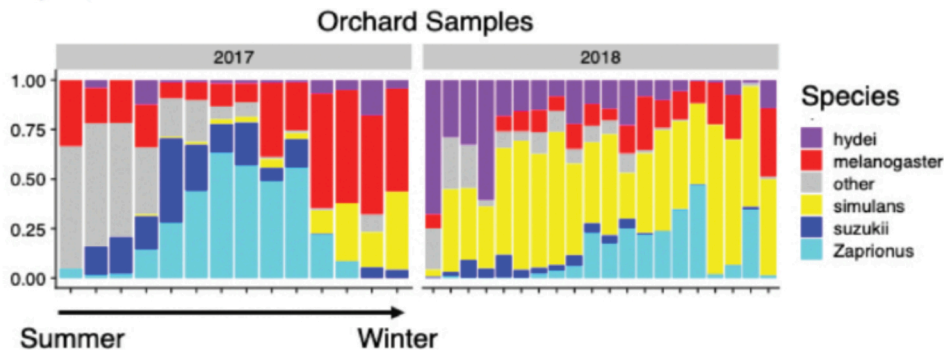 Orchard Samples
2017
2018
1.00
0.75
0.50
0.25
0.00
Species
hydei
melanogaster
other
simulans
suzukii
Zaprionus
Summer
Winter